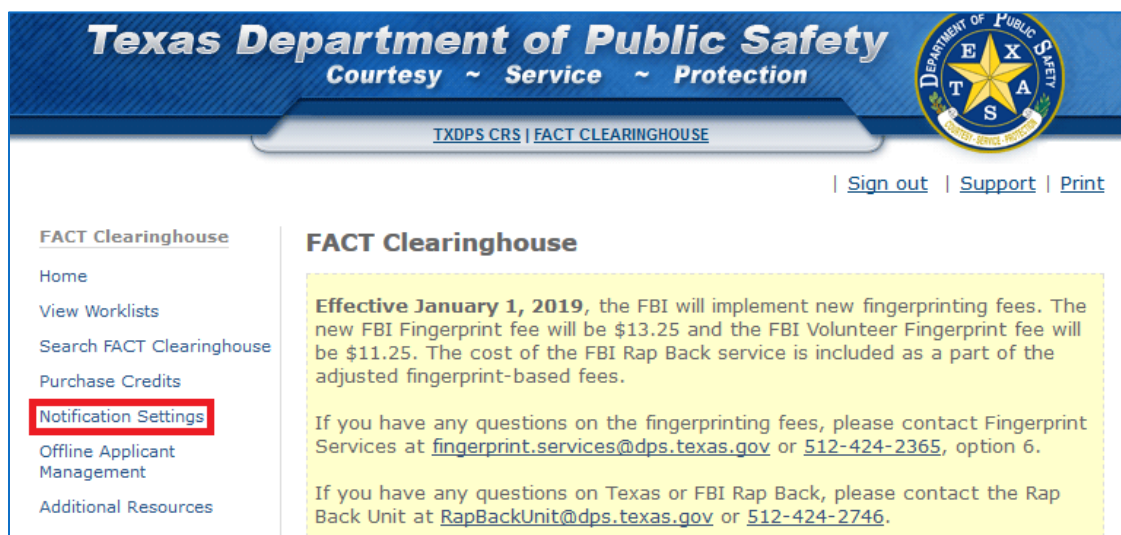 Texas Department of Public Safety
Courtesy ~ Service ~ Protection
DEPARTMENT OF PUBLIC SAFETY
TEXAS
COURTESY · SERVICE · PROTECTION
TXDPS CRS | FACT CLEARINGHOUSE
| Sign out | Support | Print
FACT Clearinghouse
Home
View Worklists
Search FACT Clearinghouse
Purchase Credits
Notification Settings
Offline Applicant
Management
Additional Resources
FACT Clearinghouse
Effective January 1, 2019, the FBI will implement new fingerprinting fees. The
new FBI Fingerprint fee will be $13.25 and the FBI Volunteer Fingerprint fee will
be $11.25. The cost of the FBI Rap Back service is included as a part of the
adjusted fingerprint-based fees.
If you have any questions on the fingerprinting fees, please contact Fingerprint
Services at fingerprint.services@dps.texas.gov or 512-424-2365, option 6.
If you have any questions on Texas or FBI Rap Back, please contact the Rap
Back Unit at RapBackUnit@dps.texas.gov or 512-424-2746.